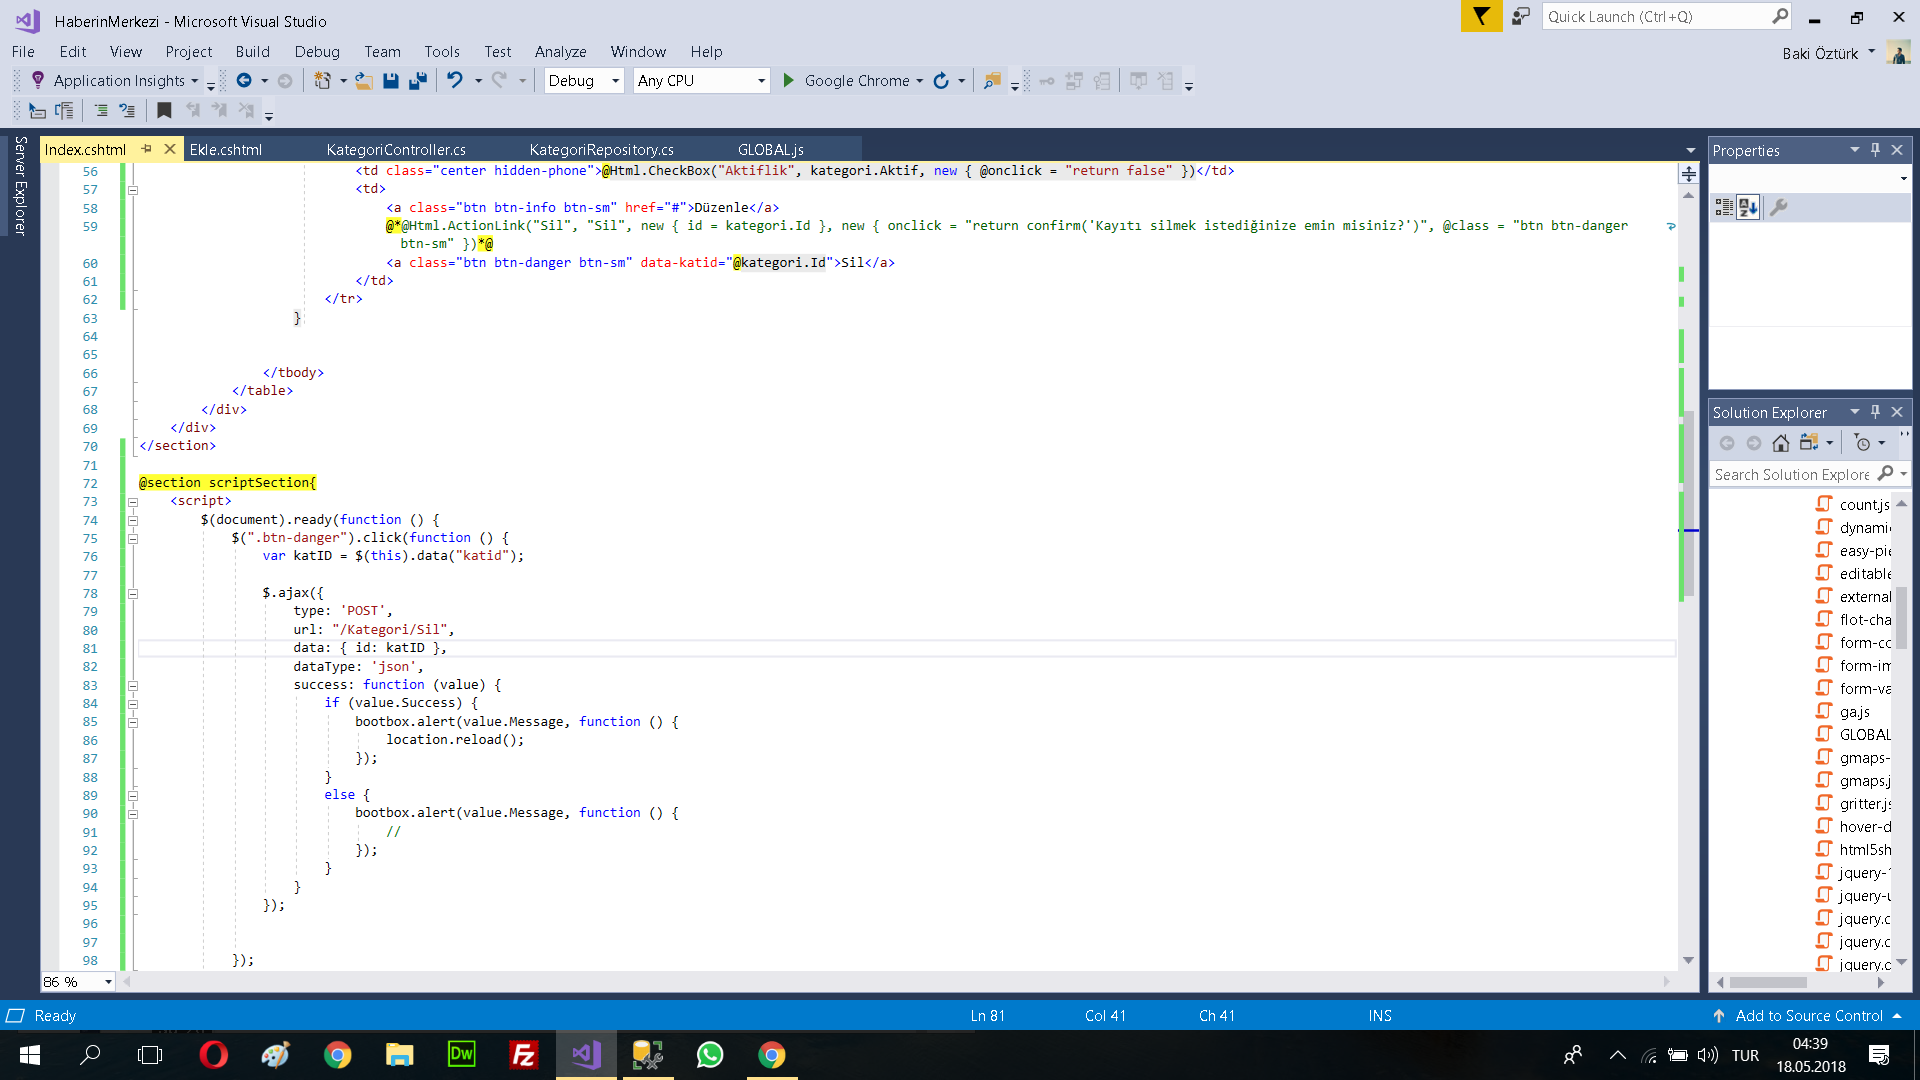 HaberinMerkezi - Microsoft Visual Studio
Quick Launch (Ctrl+Q)
File Edit View Project Build Debug Team Tools Test Analyze Window Help
Baki Öztürk
Application Insights
Debug
Any CPU
Google Chrome
Server Explorer
Index.cshtml
Ekle.cshtml
KategoriController.cs
KategoriRepository.cs
GLOBAL.js
56 <td class="center hidden-phone">@Html.CheckBox("Aktiflik", kategori.Aktif, new { @onclick = "return false" })</td>
57 <td>
58 <a class="btn btn-info btn-sm" href="#">Düzenle</a>
59 @*@Html.ActionLink("Sil", "Sil", new { id = kategori.Id }, new { onclick = "return confirm('Kayıtı silmek istediğinize emin misiniz?')", @class = "btn btn-danger
btn-sm" })*@
60 <a class="btn btn-danger btn-sm" data-katid="@kategori.Id">Sil</a>
61 </td>
62 </tr>
63 }
64
65
66 </tbody>
67 </table>
68 </div>
69 </div>
70 </section>
71
72 @section scriptSection{
73 <script>
74 $(document).ready(function () {
75 $(".btn-danger").click(function () {
76 var katID = $(this).data("katid");
77
78 $.ajax({
79 type: 'POST',
80 url: "/Kategori/Sil",
81 data: { id: katID },
82 dataType: 'json',
83 success: function (value) {
84 if (value.Success) {
85 bootbox.alert(value.Message, function () {
86 location.reload();
87 });
88 }
89 else {
90 bootbox.alert(value.Message, function () {
91 //
92 });
93 }
94 }
95 });
96
97
98 });
86 %
Properties
Solution Explorer
Search Solution Explore
count.js
dynami
easy-pie
editable
external
flot-cha
form-co
form-im
form-va
ga.js
GLOBAL
gmaps-
gmaps.j
gritter.js
hover-d
html5sh
jquery-1
jquery-u
jquery.c
jquery.c
jquery.c
Ready
Ln 81
Col 41
Ch 41
INS
Add to Source Control
Dw
Fz
TUR
04:39
18.05.2018